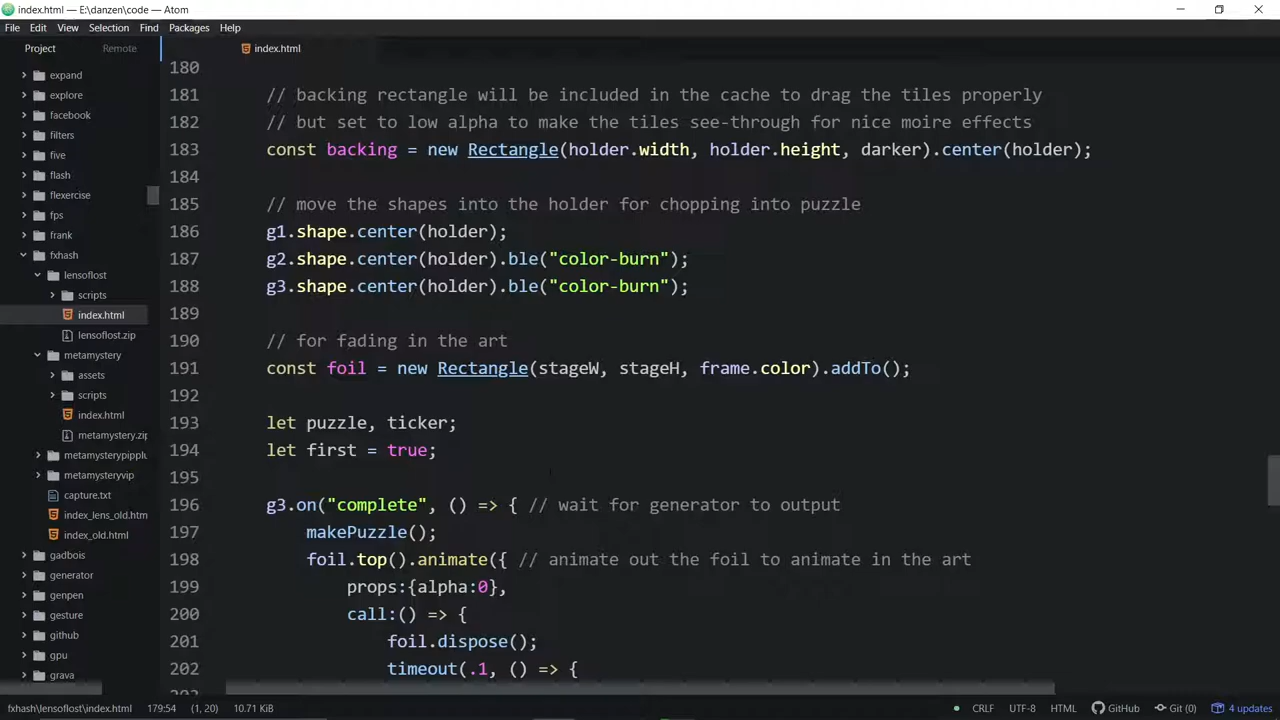 index.html — E:\danzen\code — Atom
File Edit View Selection Find Packages Help
Project Remote
index.html
expand
explore
facebook
filters
five
flash
flexercise
fps
frank
fxhash
lensoflost
scripts
index.html
lensoflost.zip
metamystery
assets
scripts
index.html
metamystery.zip
metamysterypipplu
metamysteryvip
capture.txt
index_lens_old.htm
index_old.html
gadbois
generator
genpen
gesture
github
gpu
grava
180
181 // backing rectangle will be included in the cache to drag the tiles properly
182 // but set to low alpha to make the tiles see-through for nice moire effects
183 const backing = new Rectangle(holder.width, holder.height, darker).center(holder);
184
185 // move the shapes into the holder for chopping into puzzle
186 g1.shape.center(holder);
187 g2.shape.center(holder).ble("color-burn");
188 g3.shape.center(holder).ble("color-burn");
189
190 // for fading in the art
191 const foil = new Rectangle(stageW, stageH, frame.color).addTo();
192
193 let puzzle, ticker;
194 let first = true;
195
196 g3.on("complete", () => { // wait for generator to output
197 makePuzzle();
198 foil.top().animate({ // animate out the foil to animate in the art
199 props:{alpha:0},
200 call:() => {
201 foil.dispose();
202 timeout(.1, () => {
fxhash\lensoflost\index.html 179:54 (1, 20) 10.71 KiB CRLF UTF-8 HTML GitHub Git (0) 4 updates